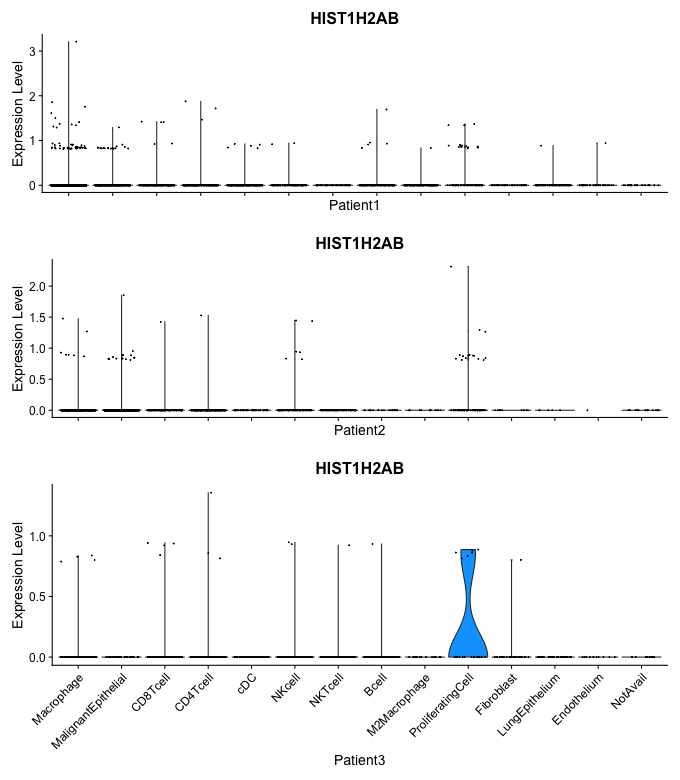 HIST1H2AB
Expression Level
3
2
1
0
Patient1
HIST1H2AB
Expression Level
2.0
1.5
1.0
0.5
0.0
Patient2
HIST1H2AB
Expression Level
1.0
0.5
0.0
Macrophage
MalignantEpithelial
CD8Tcell
CD4Tcell
cDC
NKcell
NKTcell
Bcell
M2Macrophage
ProliferatingCell
Fibroblast
LungEpithelium
Endothelium
NotAvail
Patient3